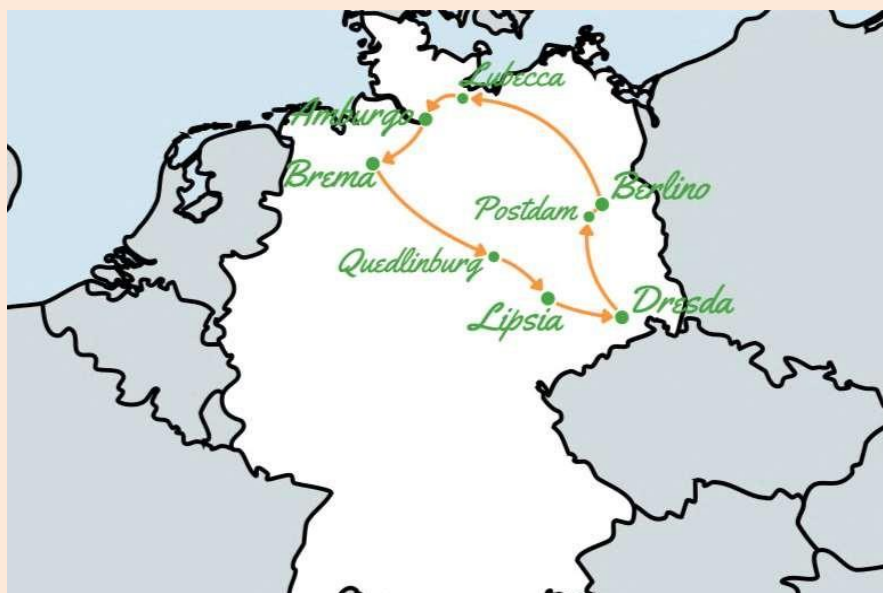 Lubecca
Amburgo
Brema
Berlino
Postdam
Quedlinburg
Lipsia
Dresda